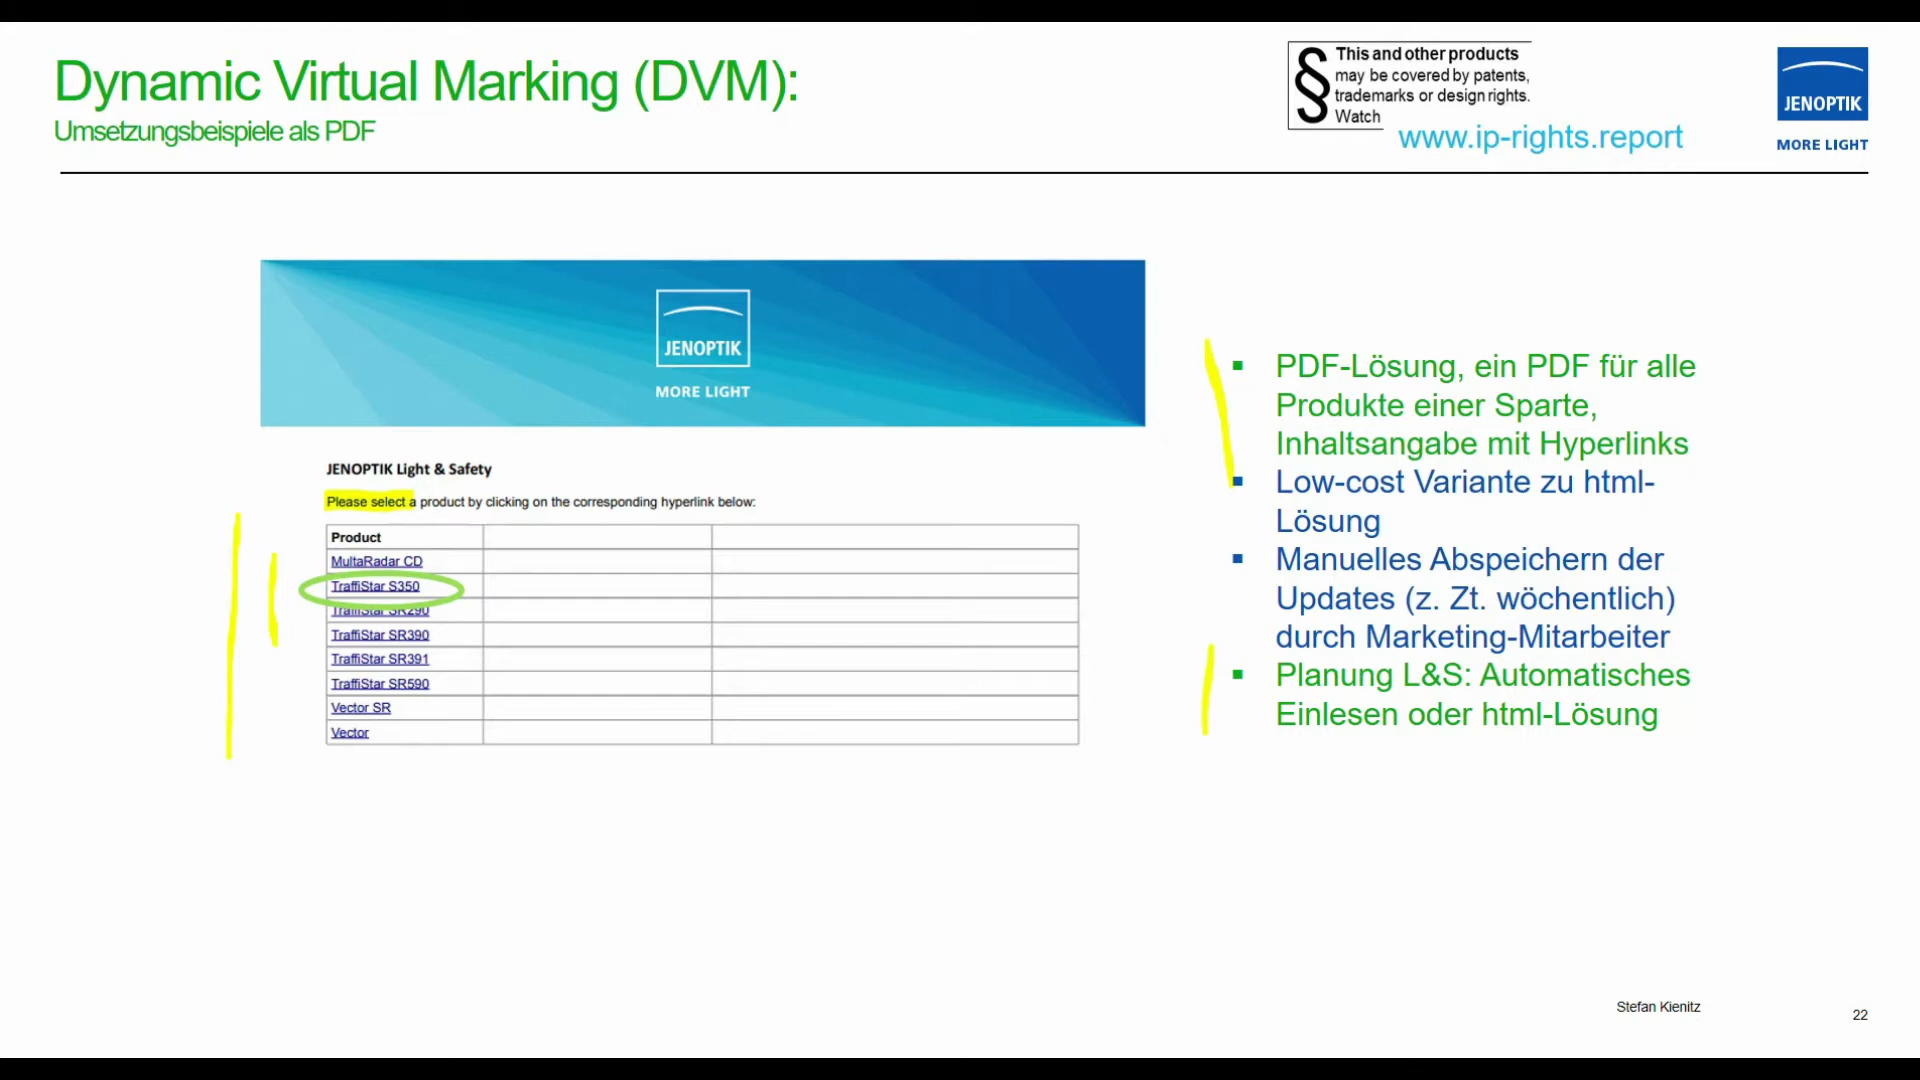 Dynamic Virtual Marking (DVM):
Umsetzungsbeispiele als PDF
§
This and other products
may be covered by patents,
trademarks or design rights.
Watch
www.ip-rights.report
JENOPTIK
MORE LIGHT
JENOPTIK
MORE LIGHT
JENOPTIK Light & Safety
Please select a product by clicking on the corresponding hyperlink below:
Product
MultaRadar CD
TraffiStar S350
TraffiStar SR290
TraffiStar SR390
TraffiStar SR391
TraffiStar SR590
Vector SR
Vector
▪ PDF-Lösung, ein PDF für alle
Produkte einer Sparte,
Inhaltsangabe mit Hyperlinks
▪ Low-cost Variante zu html-
Lösung
▪ Manuelles Abspeichern der
Updates (z. Zt. wöchentlich)
durch Marketing-Mitarbeiter
▪ Planung L&S: Automatisches
Einlesen oder html-Lösung
Stefan Kienitz
22